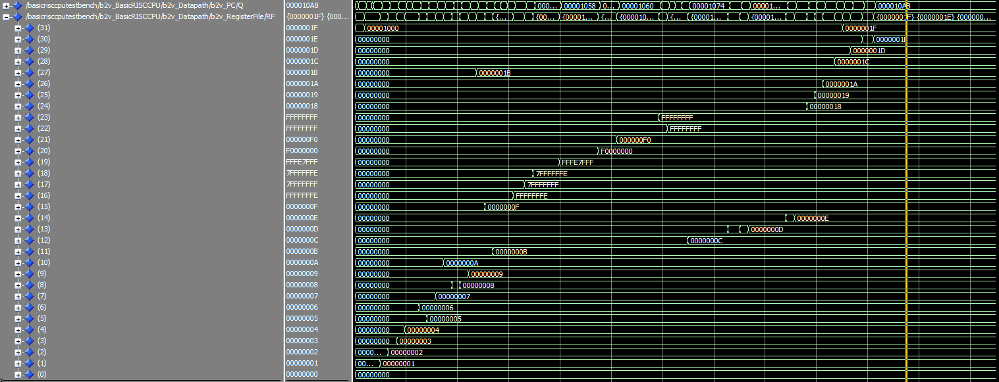 /basicrisccputestbench/b2v_BasicRISCCPU/b2v_Datapath/b2v_PC/Q 000010A8 000... 00001058 0... 00001060 00001074 00001... 000010A8
/basicrisccputestbench/b2v_BasicRISCCPU/b2v_Datapath/b2v_RegisterFile/RF {0000001F} {000... {... {00... {00001... {... {000010... {... {00001... {00001... {0000001F} {0000001E} {000000...
(31) 0000001F 00001000 0000001F
(30) 0000001E 00000000 0000001E
(29) 0000001D 00000000 0000001D
(28) 0000001C 00000000 0000001C
(27) 0000001B 00000000 0000001B
(26) 0000001A 00000000 0000001A
(25) 00000019 00000000 00000019
(24) 00000018 00000000 00000018
(23) FFFFFFFF 00000000 FFFFFFFF
(22) FFFFFFFF 00000000 FFFFFFFF
(21) 000000F0 00000000 000000F0
(20) F0000000 00000000 F0000000
(19) FFFE7FFF 00000000 FFFE7FFF
(18) 7FFFFFFE 00000000 7FFFFFFE
(17) 7FFFFFFF 00000000 7FFFFFFF
(16) FFFFFFFE 00000000 FFFFFFFE
(15) 0000000F 00000000 0000000F
(14) 0000000E 00000000 0000000E
(13) 0000000D 00000000 0000000D
(12) 0000000C 00000000 0000000C
(11) 0000000B 00000000 0000000B
(10) 0000000A 00000000 0000000A
(9) 00000009 00000000 00000009
(8) 00000008 00000000 00000008
(7) 00000007 00000000 00000007
(6) 00000006 00000000 00000006
(5) 00000005 00000000 00000005
(4) 00000004 00000000 00000004
(3) 00000003 00000000 00000003
(2) 00000002 0000... 00000002
(1) 00000001 00... 00000001
(0) 00000000 00000000